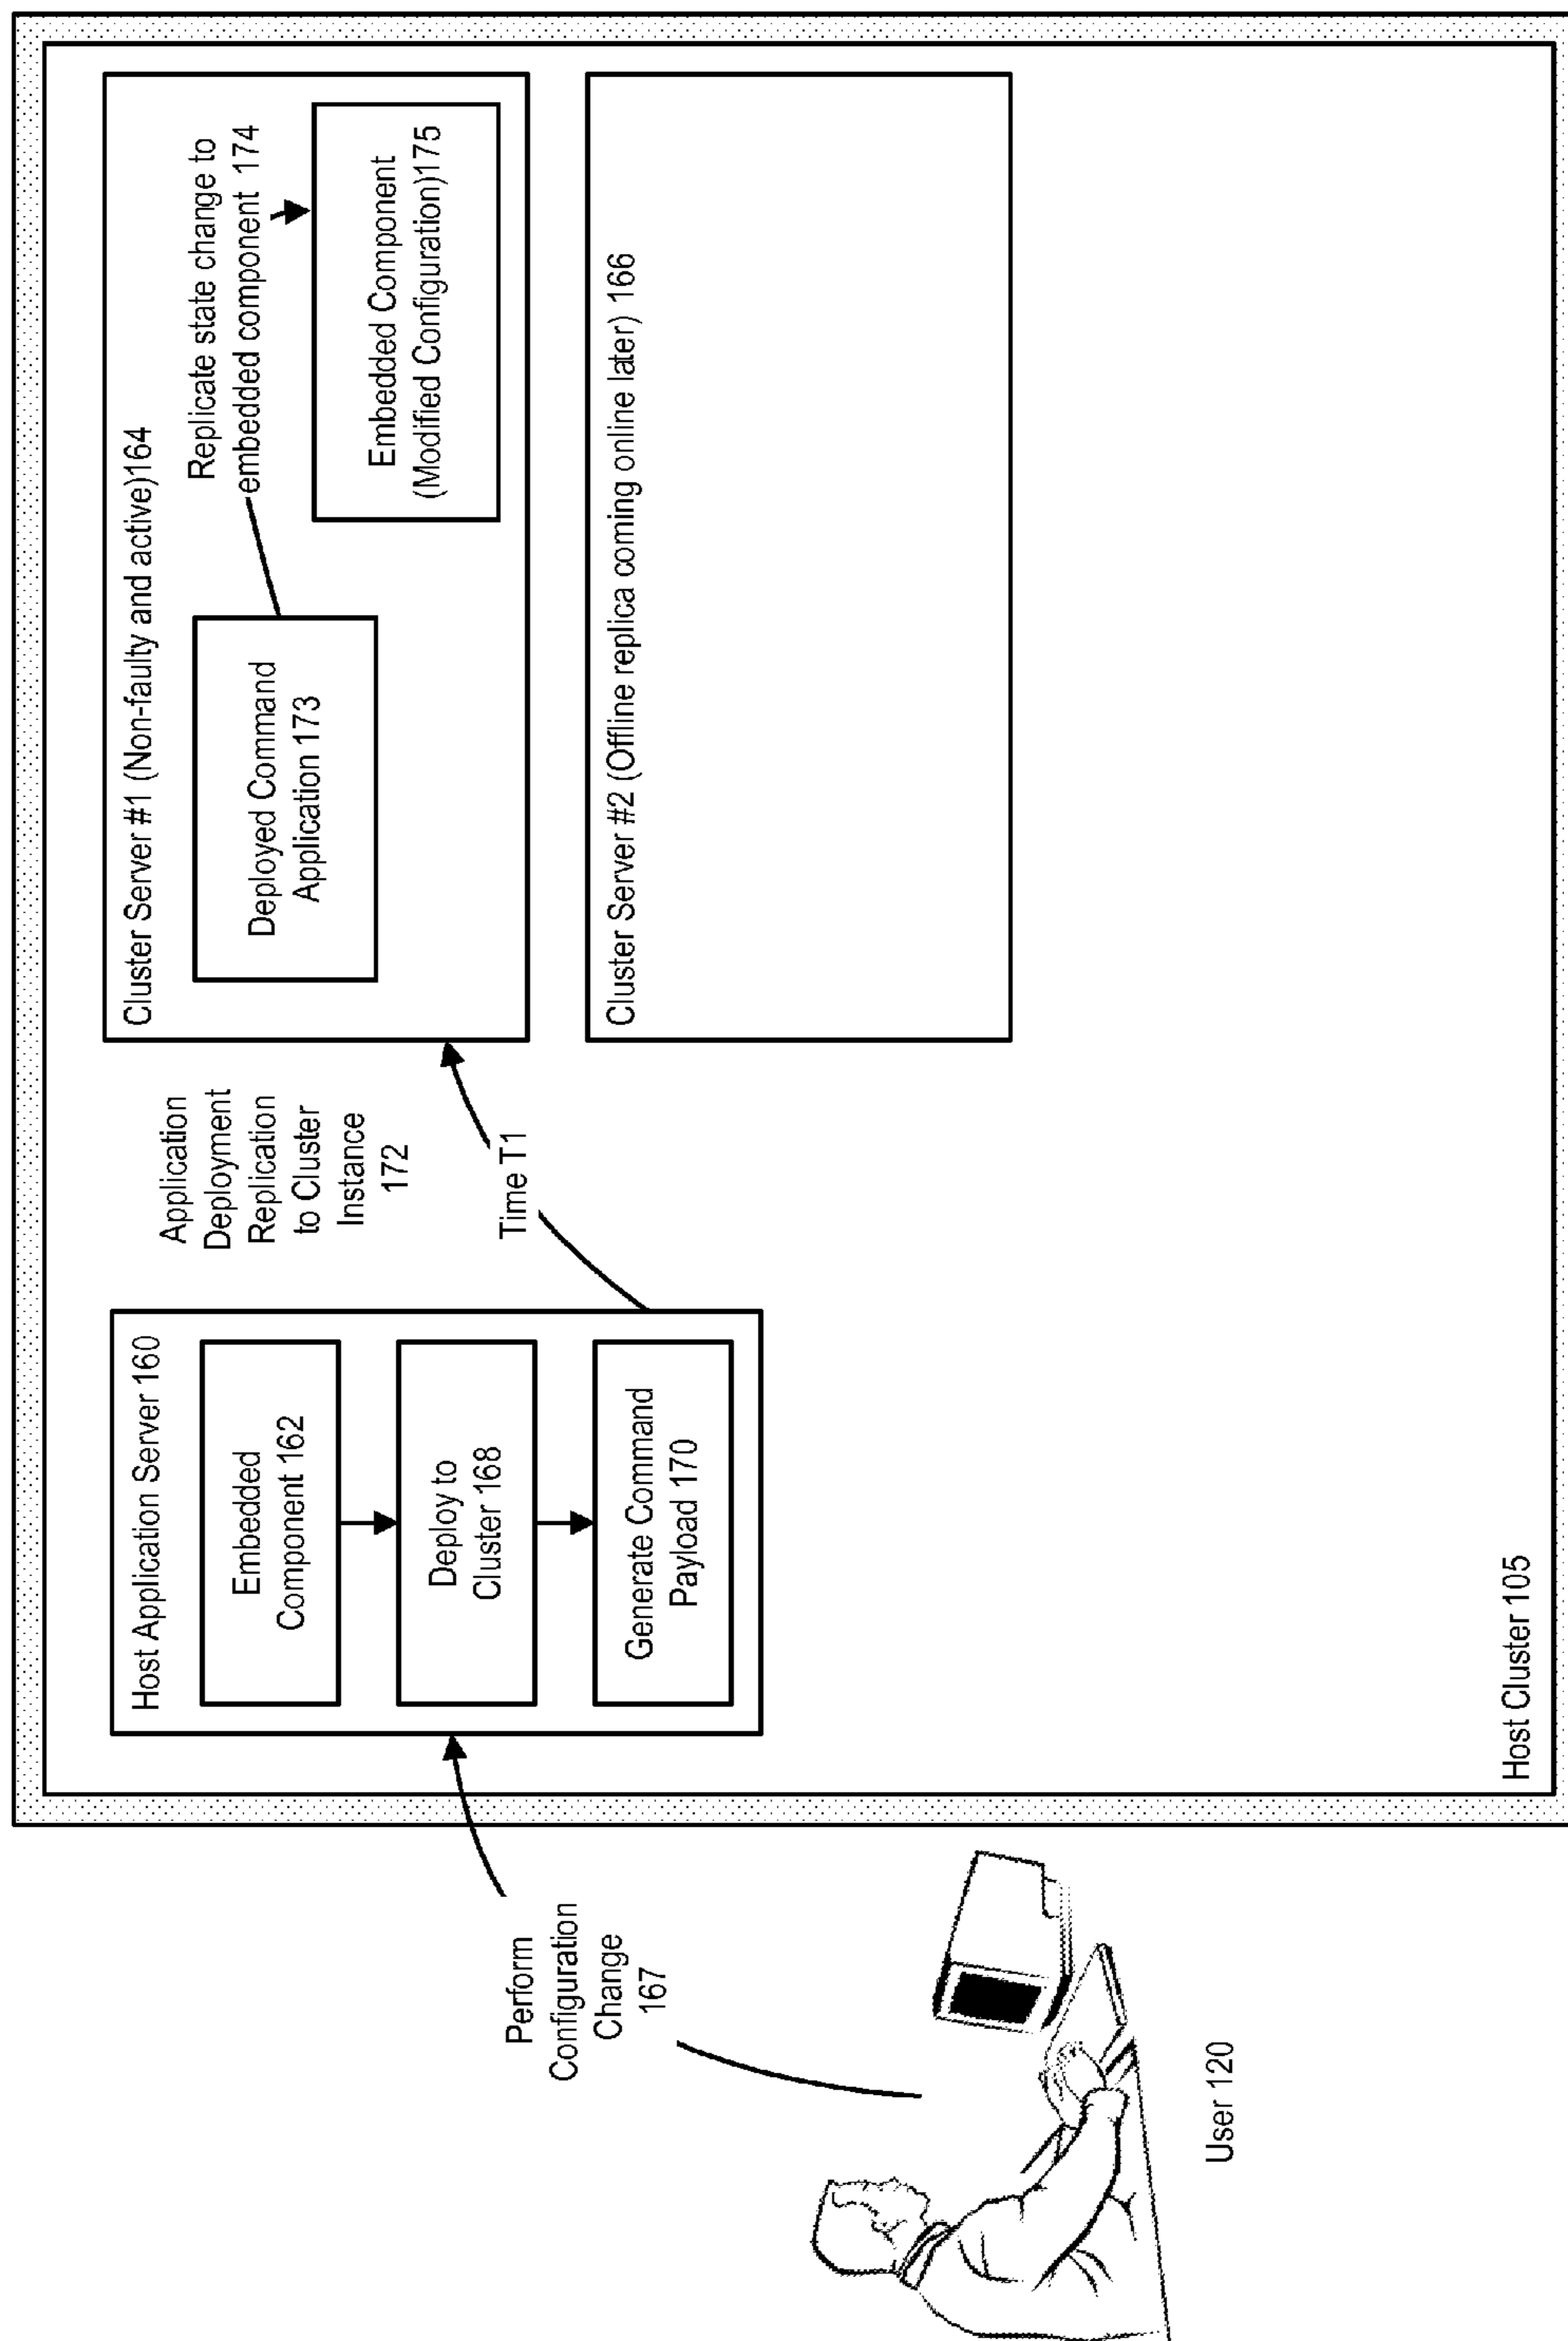 User 120
Perform
Configuration
Change
167
Host Application Server 160
Embedded
Component 162
Deploy to
Cluster 168
Generate Command
Payload 170
Application
Deployment
Replication
to Cluster
Instance
172
Time T1
Cluster Server #1 (Non-faulty and active)164
Deployed Command
Application 173
Replicate state change to
embedded component 174
Embedded Component
(Modified Configuration)175
Cluster Server #2 (Offline replica coming online later) 166
Host Cluster 105